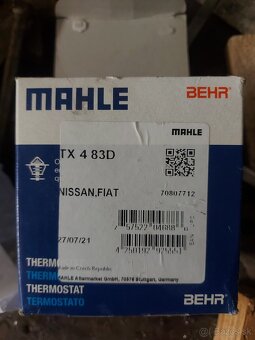 MAHLE BEHR
MAHLE
TX 4 83D
NISSAN,FIAT
70807712
27/07/21
Made in Czech Republic
MAHLE Aftermarket GmbH, 70376 Stuttgart, Germany
THERMOSTAT
TERMOSTATO
BEHR